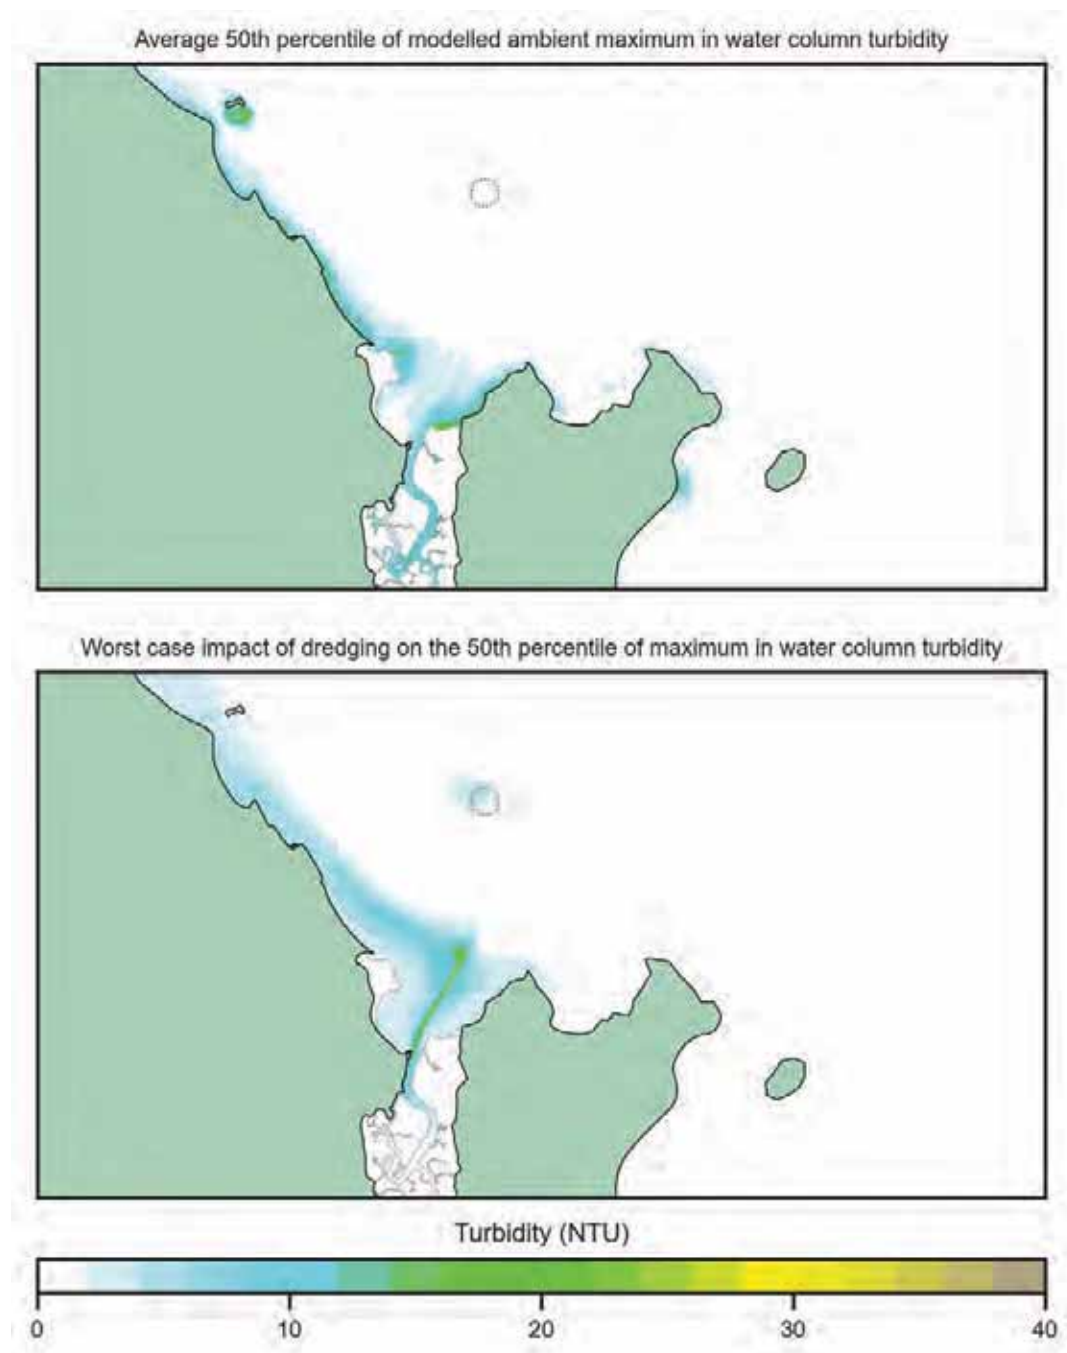 Average 50th percentile of modelled ambient maximum in water column turbidity
Worst case impact of dredging on the 50th percentile of maximum in water column turbidity
Turbidity (NTU)
0 10 20 30 40